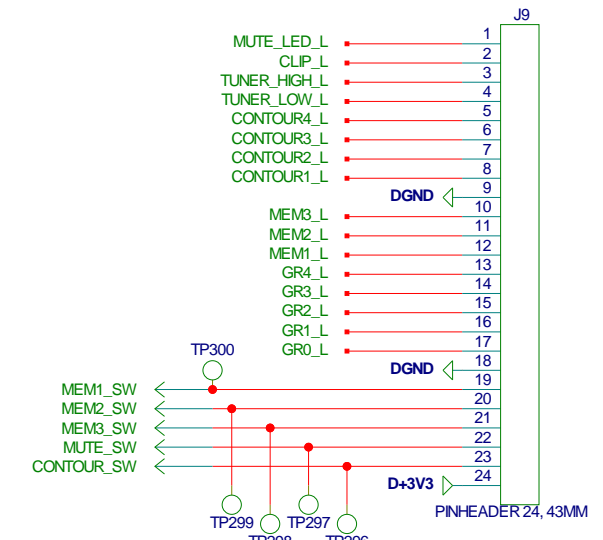 J9
MUTE_LED_L 1
CLIP_L 2
TUNER_HIGH_L 3
TUNER_LOW_L 4
CONTOUR4_L 5
CONTOUR3_L 6
CONTOUR2_L 7
CONTOUR1_L 8
DGND 9
MEM3_L 10
MEM2_L 11
MEM1_L 12
GR4_L 13
GR3_L 14
GR2_L 15
GR1_L 16
GR0_L 17
TP300
DGND 18
MEM1_SW 19
MEM2_SW 20
MEM3_SW 21
MUTE_SW 22
CONTOUR_SW 23
D+3V3 24
PINHEADER 24, 43MM
TP299 TP297
TP298 TP296